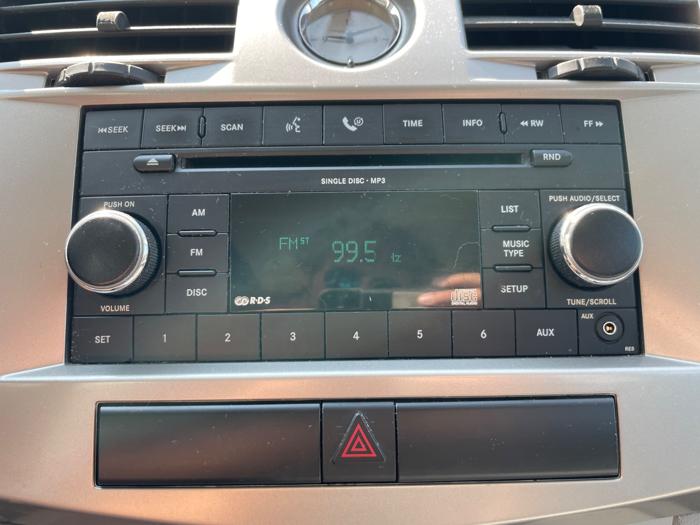 SEEK
SEEK
SCAN
TIME
INFO
RW
FF
RND
SINGLE DISC • MP3
PUSH ON
VOLUME
AM
FM
DISC
FM ST 99.5
R•D•S
disc
LIST
MUSIC
TYPE
SETUP
PUSH AUDIO/SELECT
TUNE/SCROLL
SET
1
2
3
4
5
6
AUX
AUX
RES